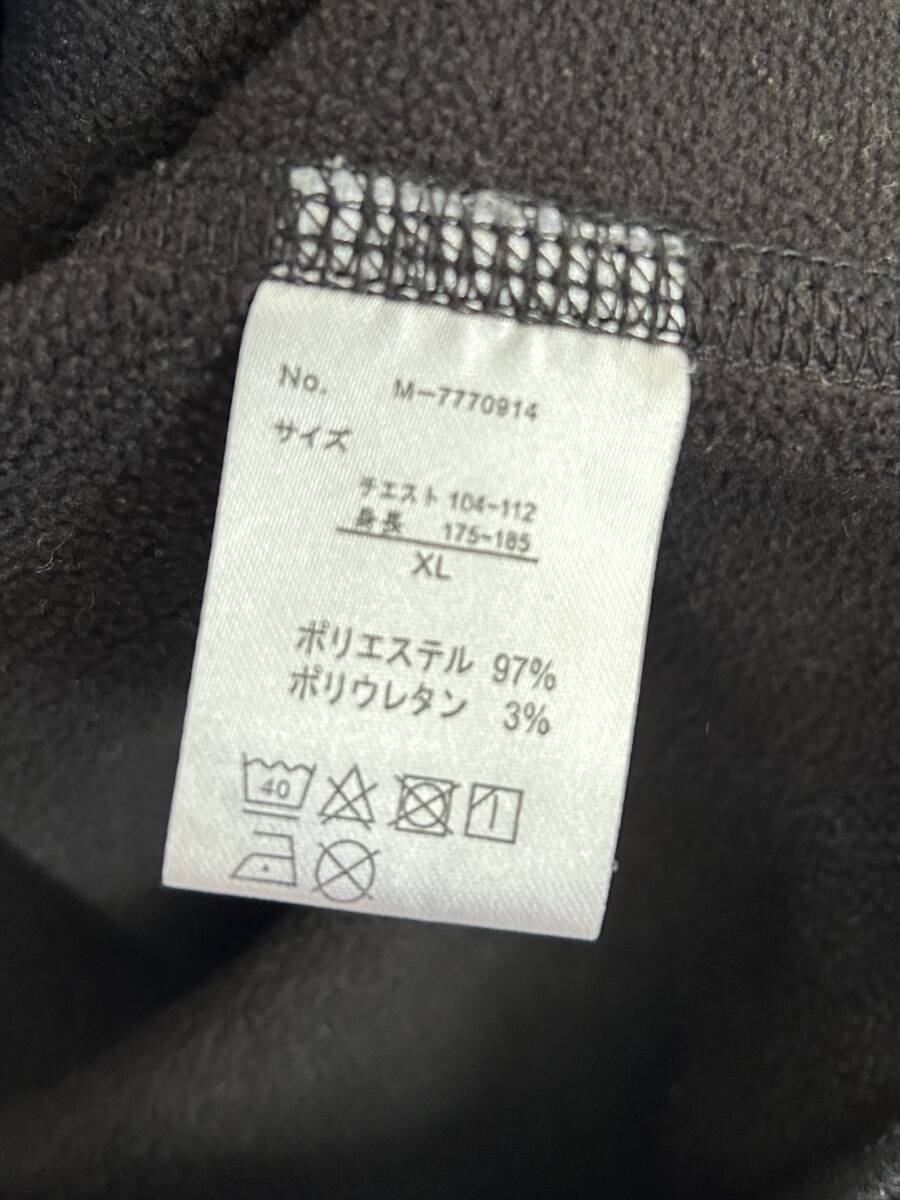 No. M-7770914
サイズ
チェスト 104-112
身長 175-185
XL
ポリエステル 97%
ポリウレタン 3%
40